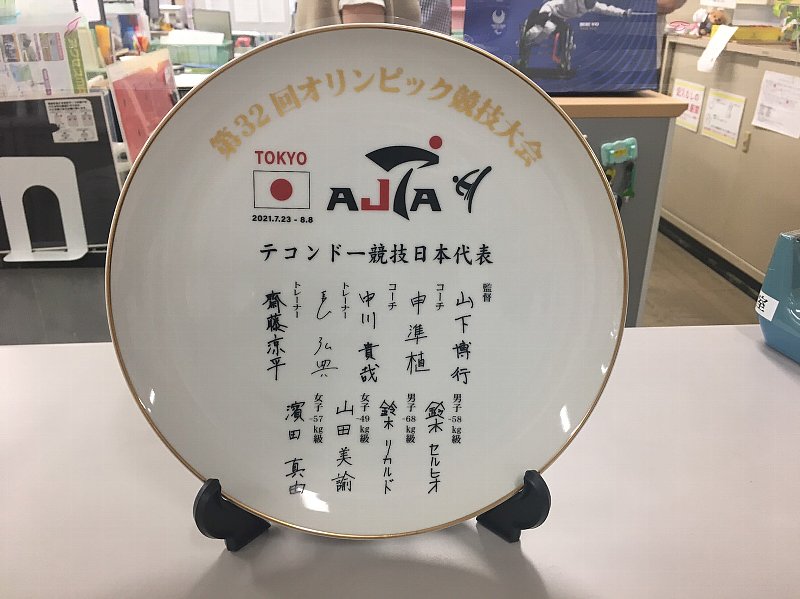 第32回オリンピック競技大会
TOKYO
2021.7.23 - 8.8
AJTA
テコンドー競技日本代表
監督
山下博行
コーチ
申準植
コーチ
中川貴哉
トレーナー
弘典
トレーナー
齋藤涼平
男子-58kg級
鈴木セルヒオ
男子-68kg級
鈴木リカルド
女子-49kg級
山田美諭
女子-57kg級
濱田真由